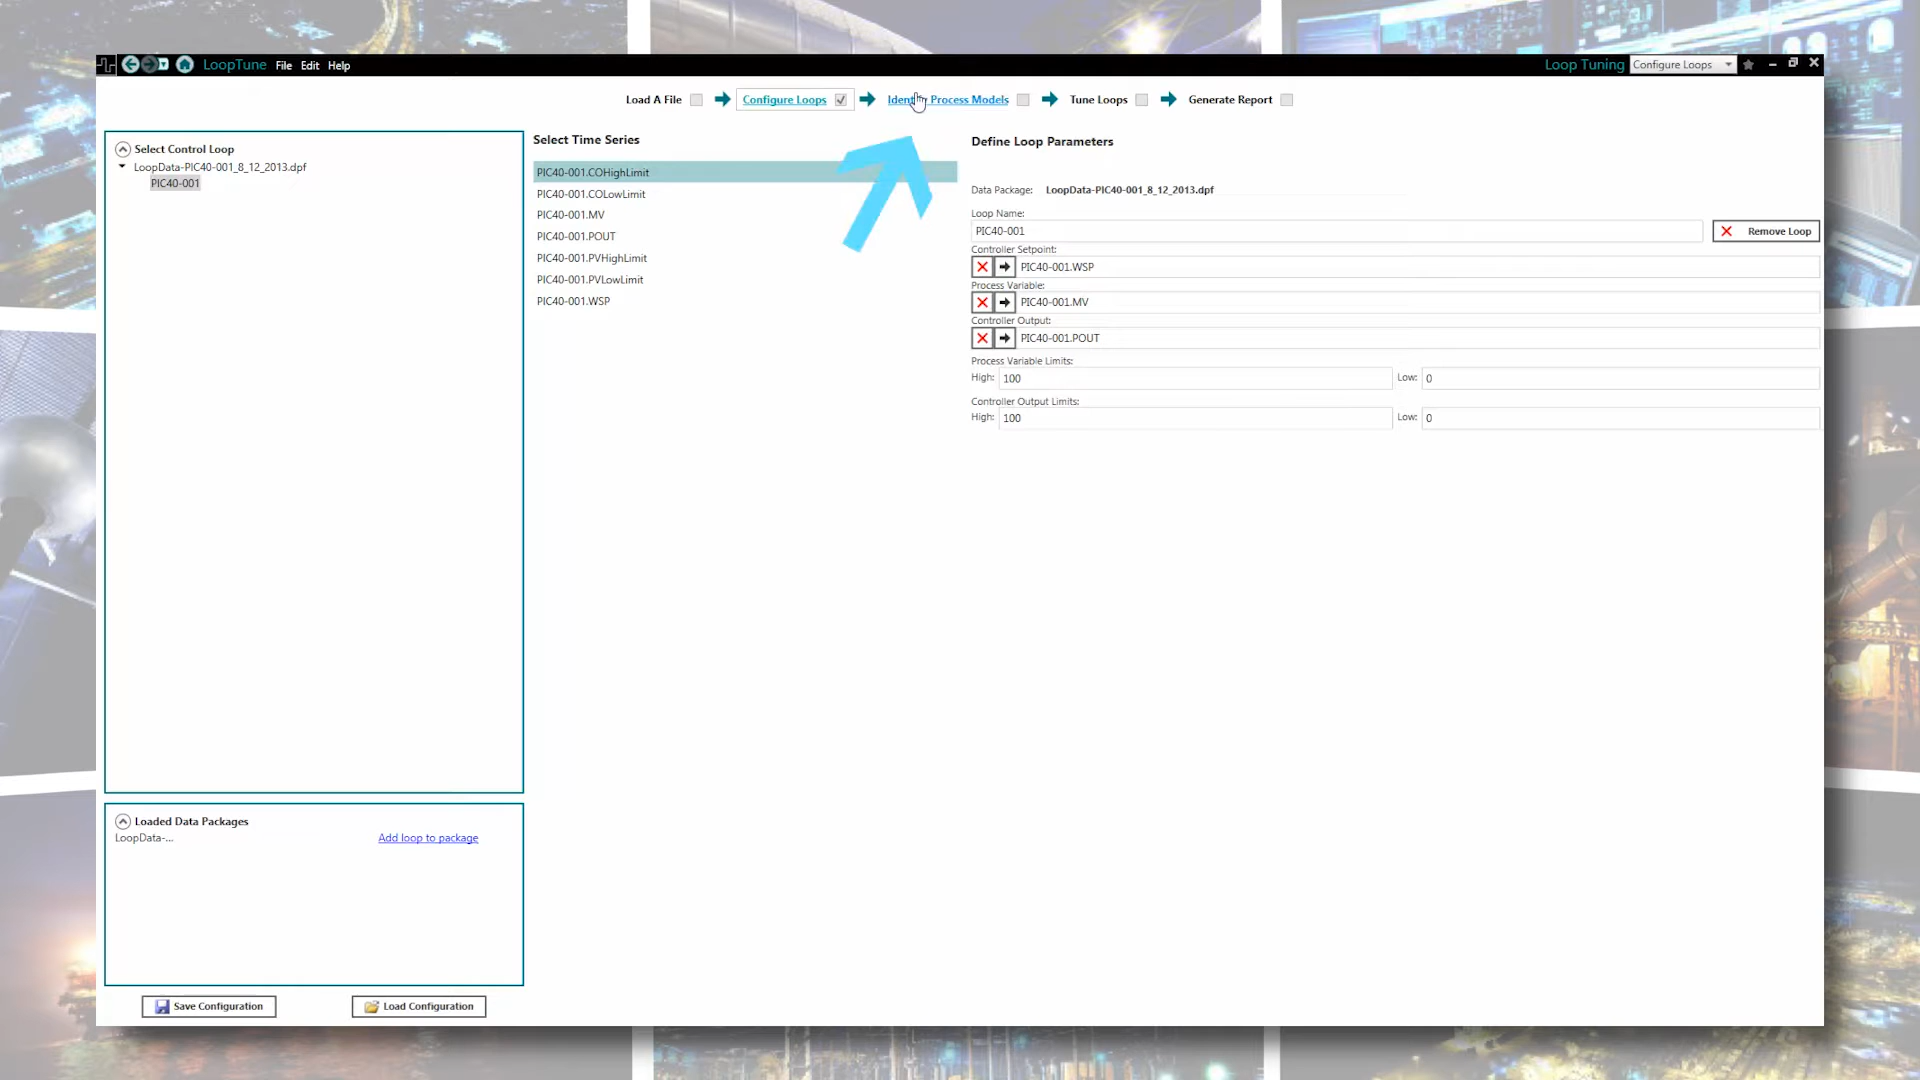 LoopTune File Edit Help
Loop Tuning Configure Loops
Load A File Configure Loops Identify Process Models Tune Loops Generate Report
Select Control Loop
LoopData-PIC40-001_8_12_2013.dpf
PIC40-001
Select Time Series
PIC40-001.COHighLimit
PIC40-001.COLowLimit
PIC40-001.MV
PIC40-001.POUT
PIC40-001.PVHighLimit
PIC40-001.PVLowLimit
PIC40-001.WSP
Define Loop Parameters
Data Package: LoopData-PIC40-001_8_12_2013.dpf
Loop Name:
PIC40-001
Remove Loop
Controller Setpoint:
PIC40-001.WSP
Process Variable:
PIC40-001.MV
Controller Output:
PIC40-001.POUT
Process Variable Limits:
High: 100 Low: 0
Controller Output Limits:
High: 100 Low: 0
Loaded Data Packages
LoopData-... Add loop to package
Save Configuration Load Configuration